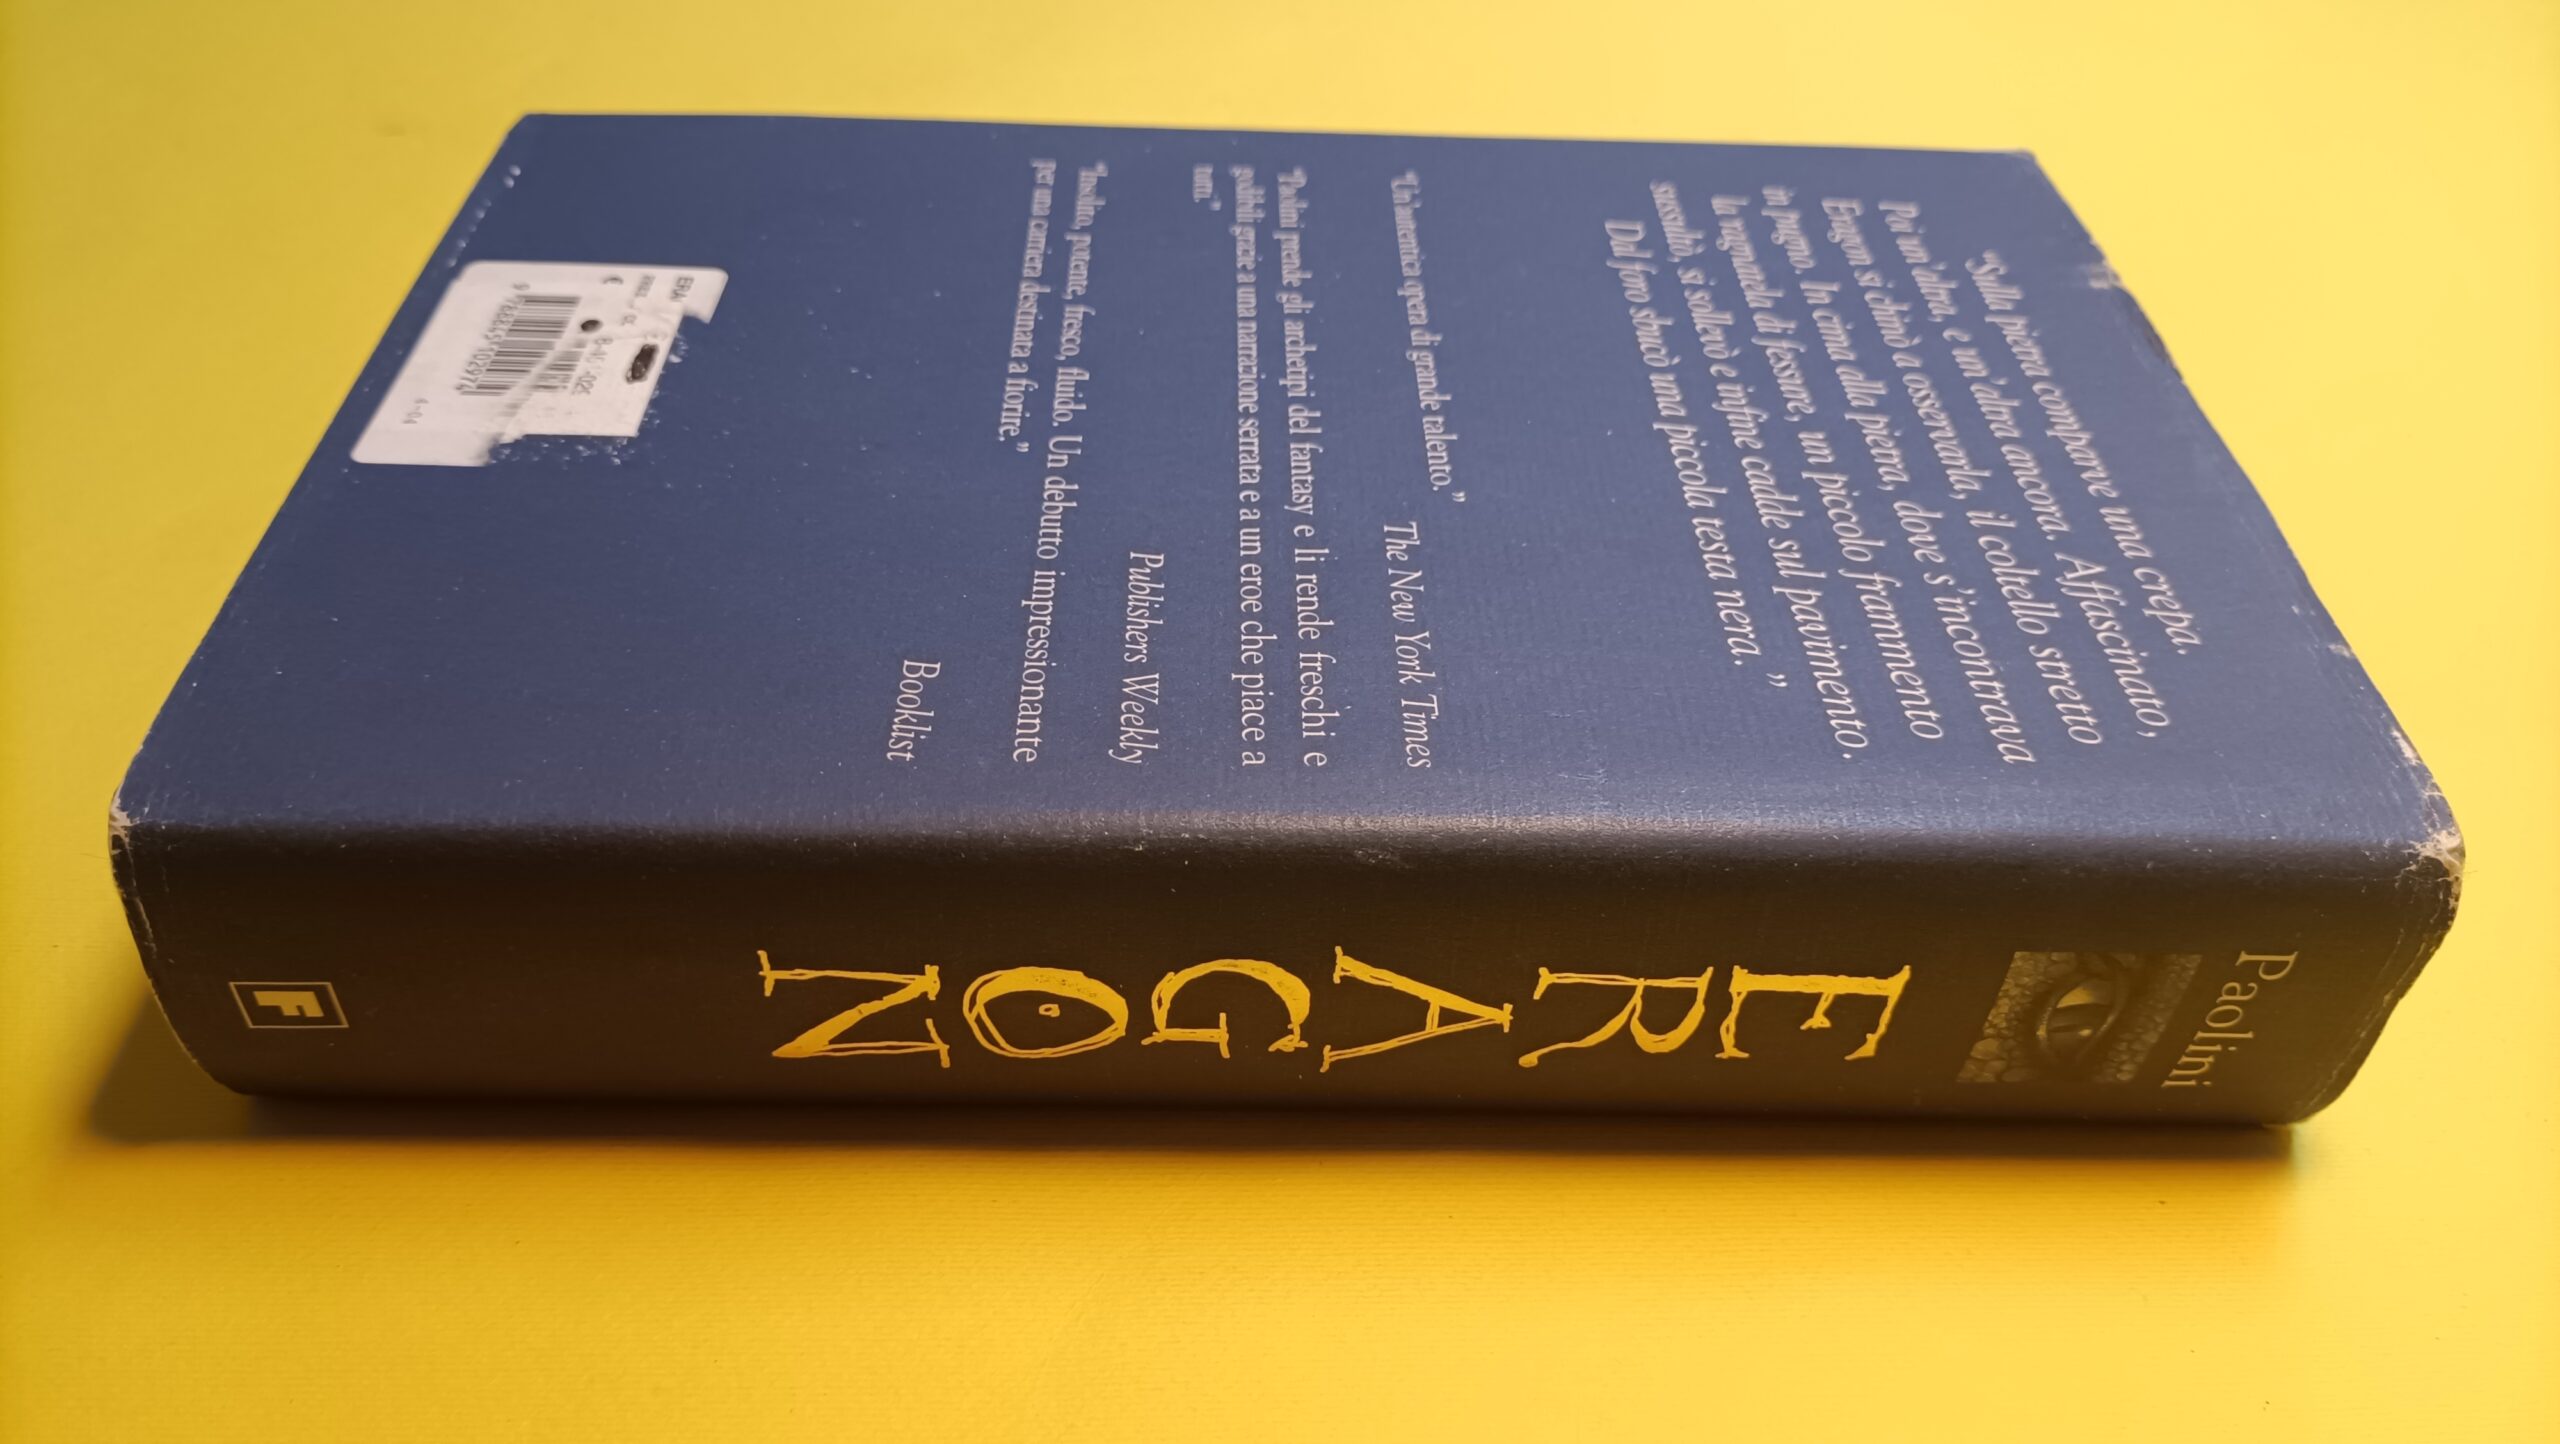 "Sulla pietra comparve una crepa.
Poi un'altra, e un'altra ancora. Affascinato,
Eragon si chinò a osservarla, il coltello stretto
in pugno. In cima alla pietra, dove s'incontrava
la ragnatela di fessure, un piccolo frammento
sussultò, si sollevò e infine cadde sul pavimento.
Dal foro sbucò una piccola testa nera."
"Un'autentica opera di grande talento."
The New York Times
"Paolini prende gli archetipi del fantasy e li rende freschi e
godibili grazie a una narrazione serrata e a un eroe che piace a
tutti."
Publishers Weekly
"Insolito, potente, fresco, fluido. Un debutto impressionante
per una carriera destinata a fiorire."
Booklist
€
6-04
Paolini
ERAGON
F